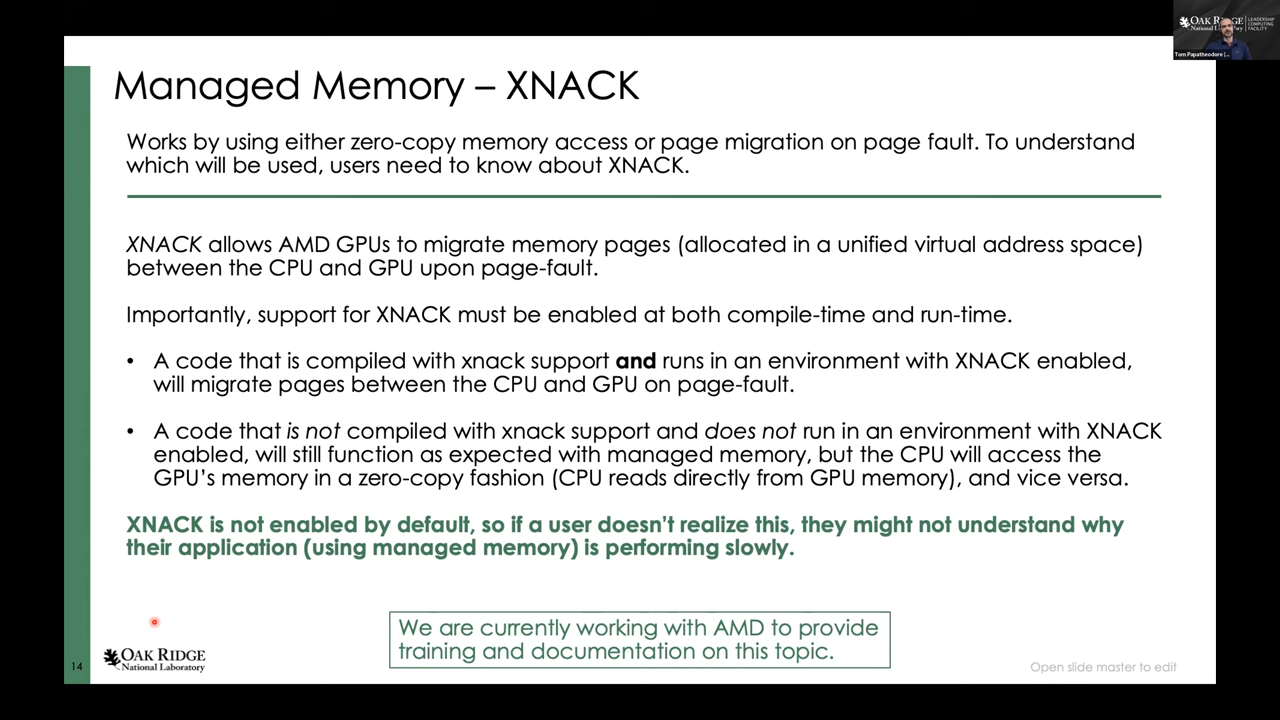 OAK RIDGE
National Laboratory
LEADERSHIP
COMPUTING
FACILITY
Tom Papatheodore (...
Managed Memory – XNACK
Works by using either zero-copy memory access or page migration on page fault. To understand
which will be used, users need to know about XNACK.
XNACK allows AMD GPUs to migrate memory pages (allocated in a unified virtual address space)
between the CPU and GPU upon page-fault.
Importantly, support for XNACK must be enabled at both compile-time and run-time.
• A code that is compiled with xnack support and runs in an environment with XNACK enabled,
will migrate pages between the CPU and GPU on page-fault.
• A code that is not compiled with xnack support and does not run in an environment with XNACK
enabled, will still function as expected with managed memory, but the CPU will access the
GPU's memory in a zero-copy fashion (CPU reads directly from GPU memory), and vice versa.
XNACK is not enabled by default, so if a user doesn't realize this, they might not understand why
their application (using managed memory) is performing slowly.
We are currently working with AMD to provide
training and documentation on this topic.
14
OAK RIDGE
National Laboratory
Open slide master to edit